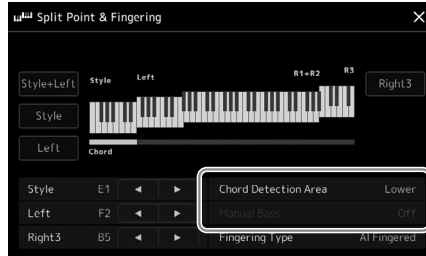 Split Point & Fingering
Style+Left
Style
Left
Style Left R1+R2 R3
Chord
Right3
Style E1
Left F2
Right3 B5
Chord Detection Area Lower
Manual Bass Off
Fingering Type AI Fingered